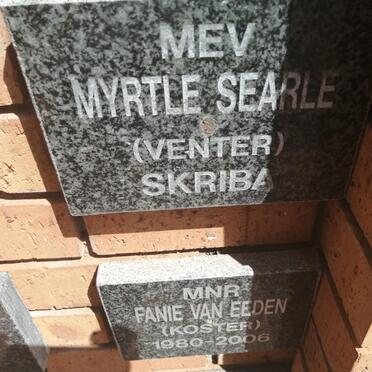 MEV
MYRTLE SEARLE
(VENTER)
SKRIBA
MNR
FANIE VAN EEDEN
(KOSTER)
1980-2006